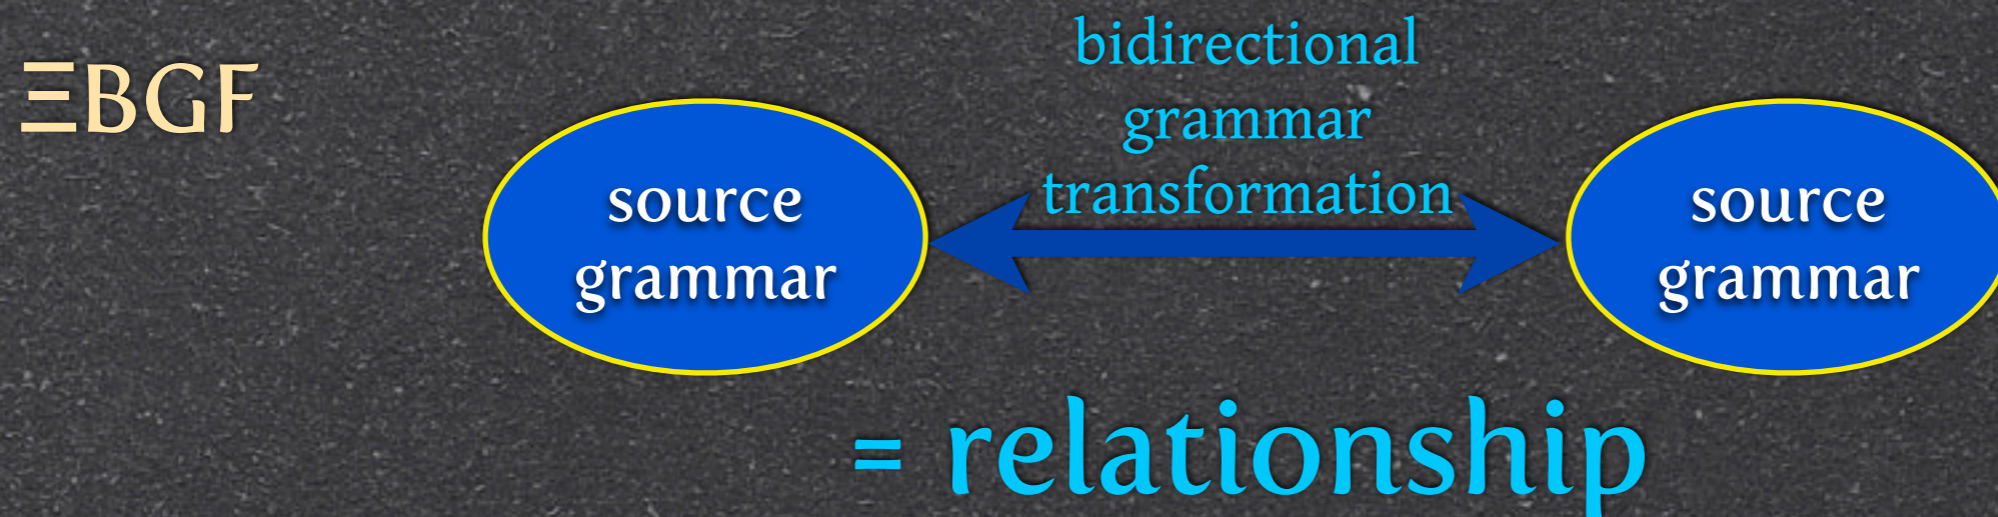 ΞBGF
bidirectional
grammar
transformation
source
grammar
source
grammar
= relationship